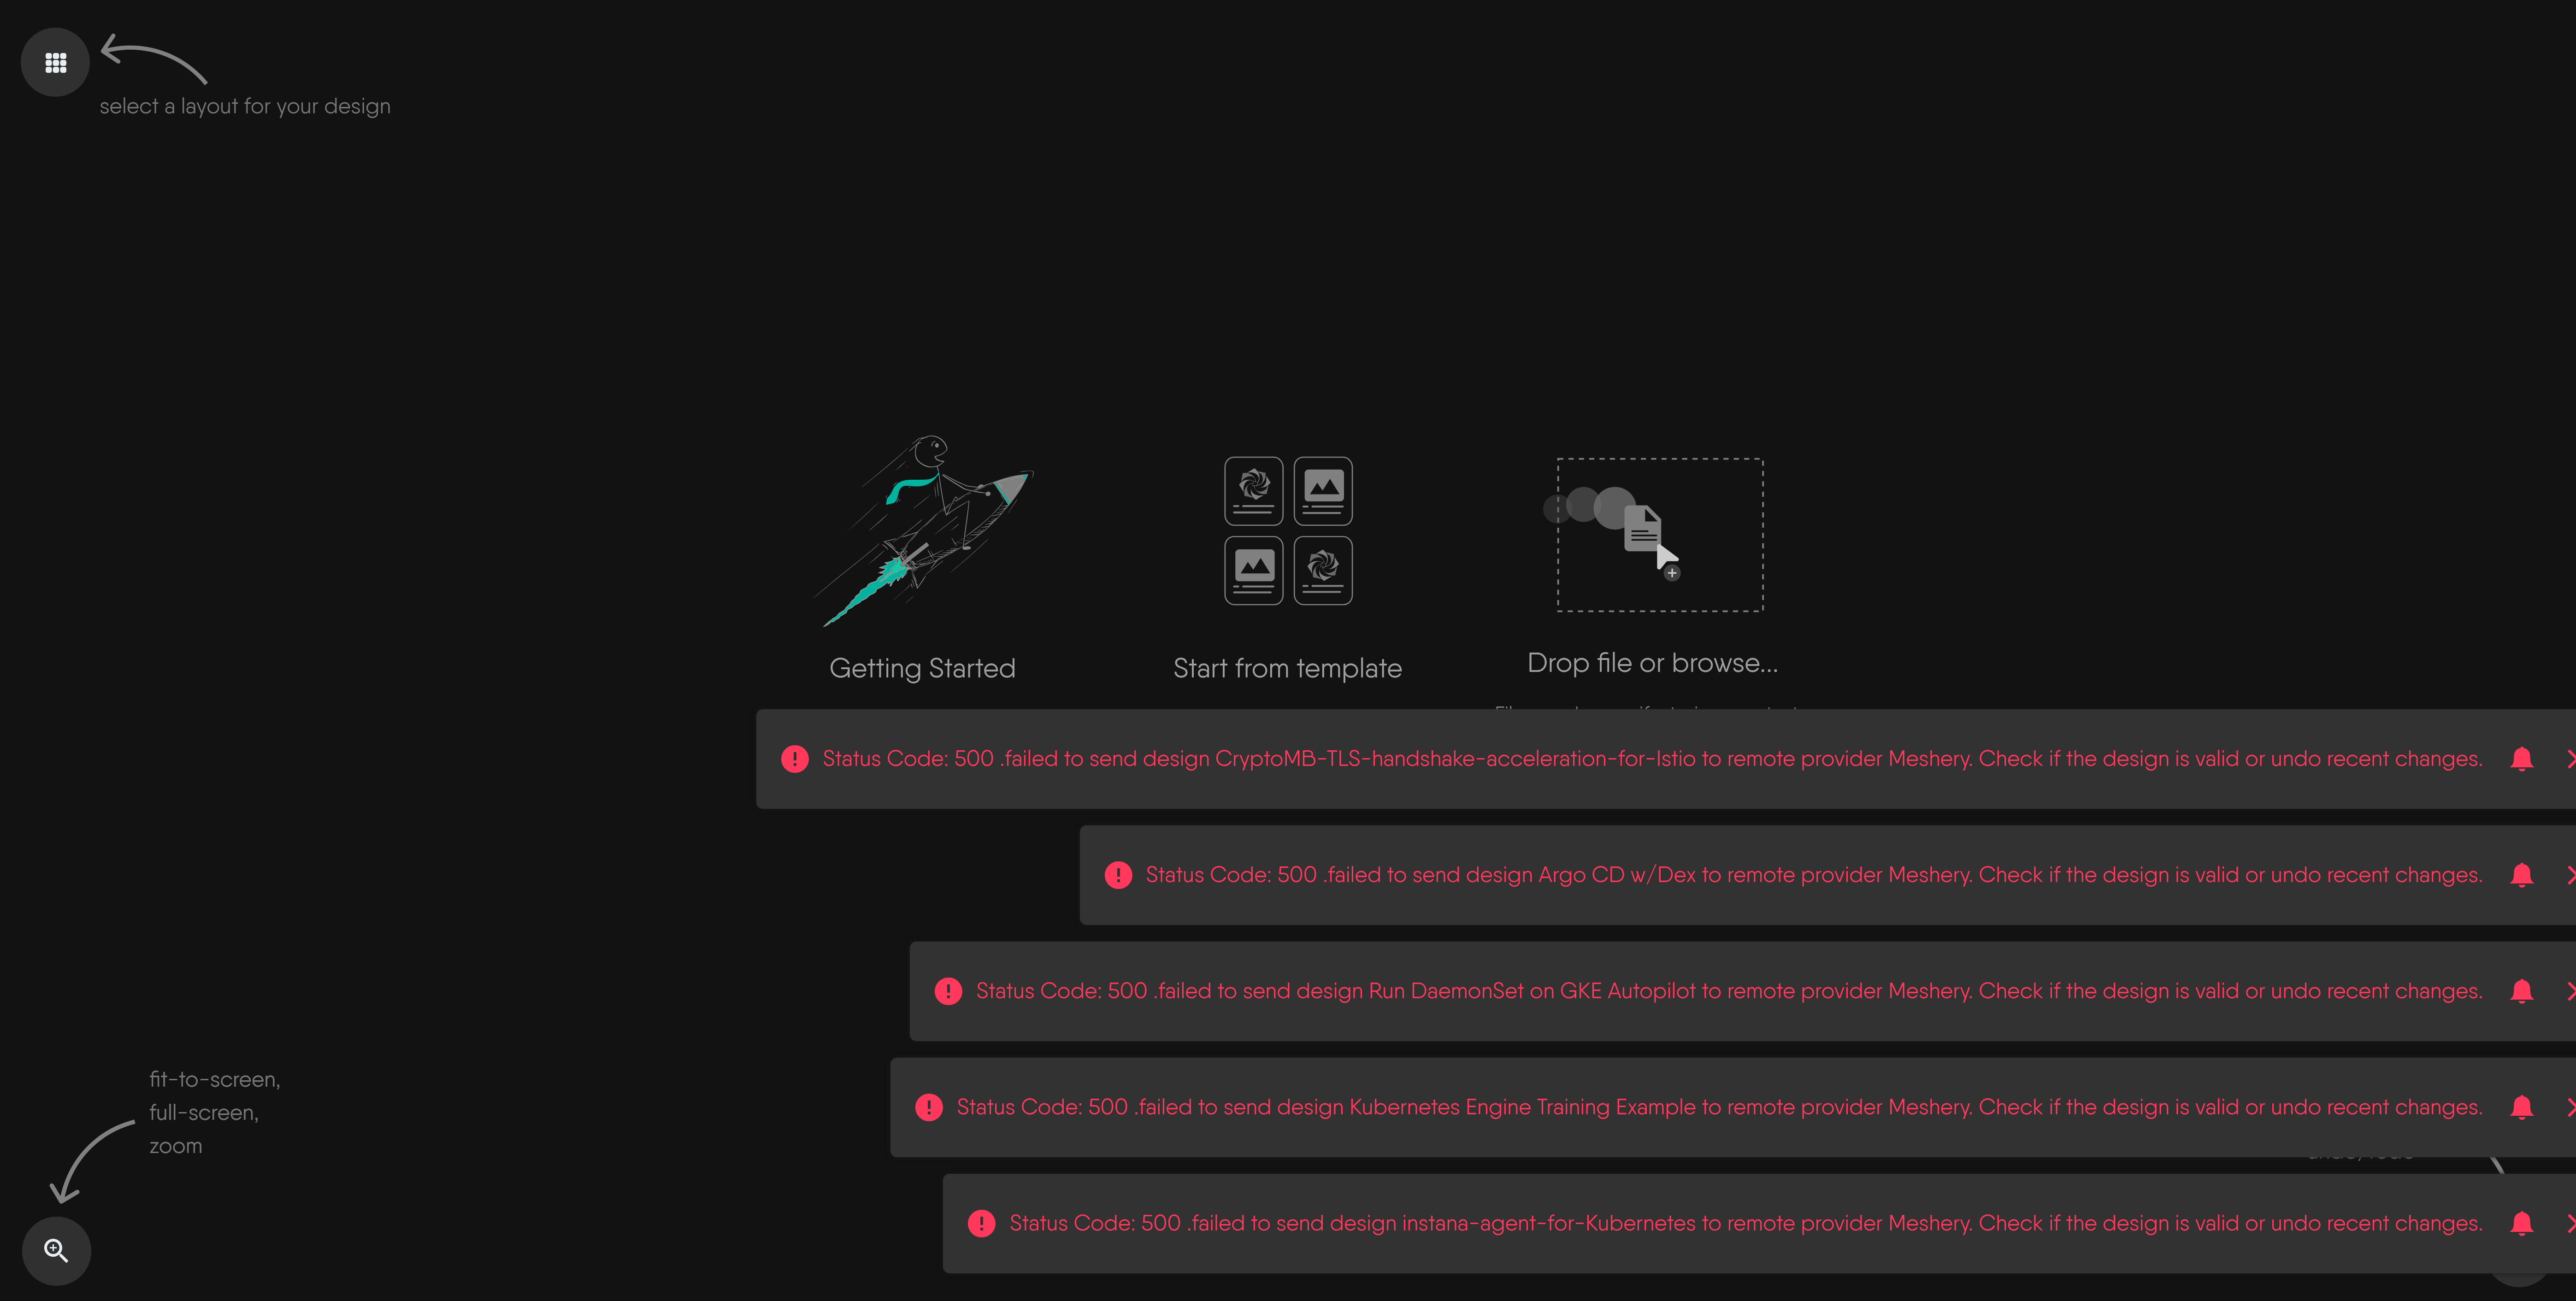 select a layout for your design
Getting Started
Start from template
Drop file or browse...
Status Code: 500 .failed to send design CryptoMB-TLS-handshake-acceleration-for-Istio to remote provider Meshery. Check if the design is valid or undo recent changes.
Status Code: 500 .failed to send design Argo CD w/Dex to remote provider Meshery. Check if the design is valid or undo recent changes.
Status Code: 500 .failed to send design Run DaemonSet on GKE Autopilot to remote provider Meshery. Check if the design is valid or undo recent changes.
fit-to-screen,
full-screen,
zoom
Status Code: 500 .failed to send design Kubernetes Engine Training Example to remote provider Meshery. Check if the design is valid or undo recent changes.
Status Code: 500 .failed to send design instana-agent-for-Kubernetes to remote provider Meshery. Check if the design is valid or undo recent changes.